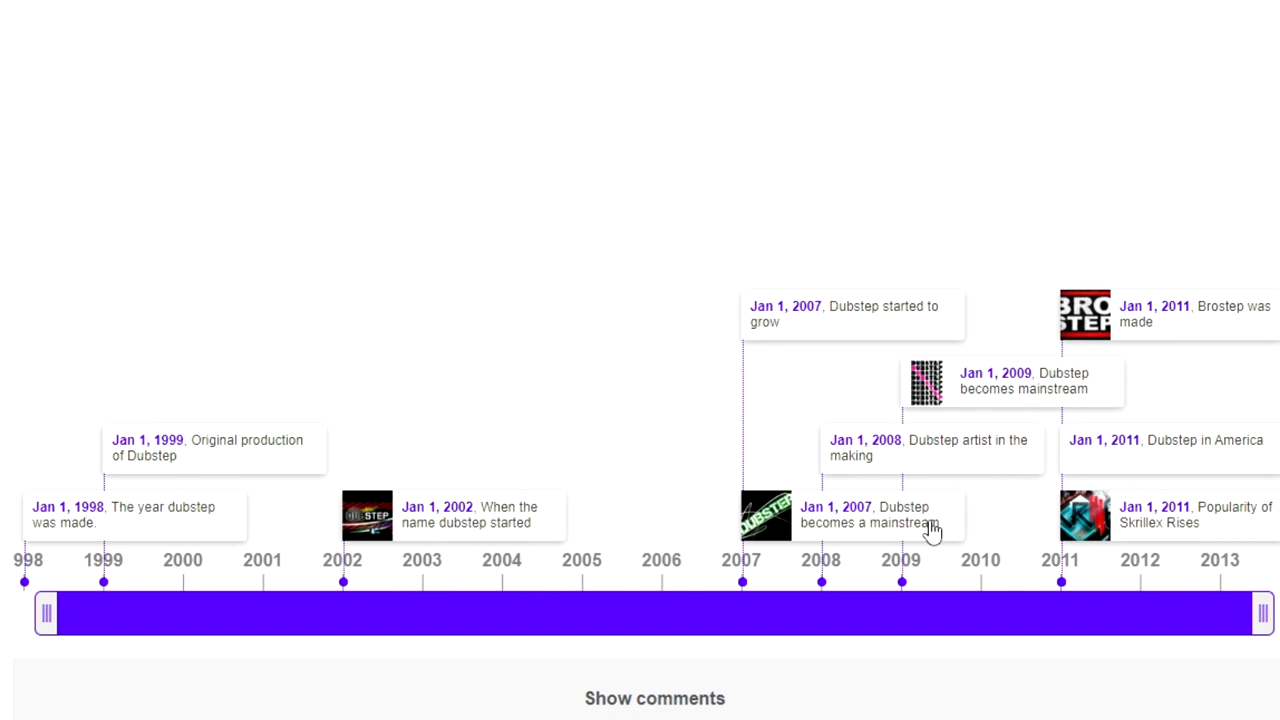 Jan 1, 2007, Dubstep started to
grow
BRO
STEP
Jan 1, 2011, Brostep was
made
Jan 1, 2009, Dubstep
becomes mainstream
Jan 1, 1999, Original production
of Dubstep
Jan 1, 2008, Dubstep artist in the
making
Jan 1, 2011, Dubstep in America
Jan 1, 1998, The year dubstep
was made.
DUBSTEP
Jan 1, 2002, When the
name dubstep started
DUBSTEP
Jan 1, 2007, Dubstep
becomes a mainstream
Jan 1, 2011, Popularity of
Skrillex Rises
998 1999 2000 2001 2002 2003 2004 2005 2006 2007 2008 2009 2010 2011 2012 2013
Show comments